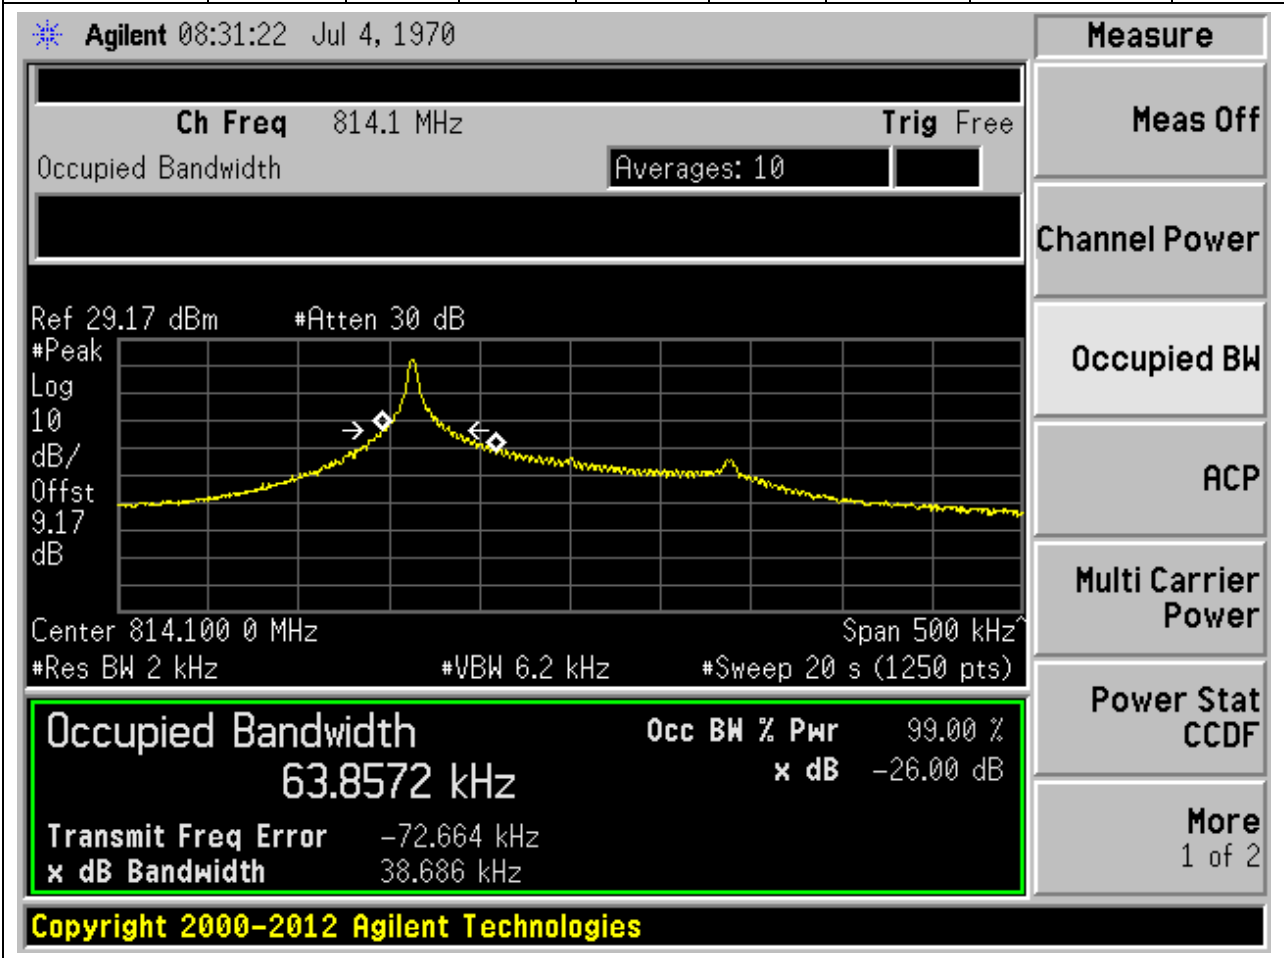 Agilent 08:31:22 Jul 4, 1970
Measure
Ch Freq 814.1 MHz Trig Free
Occupied Bandwidth Averages: 10
Ref 29.17 dBm #Atten 30 dB
#Peak
Log
10
dB/
Offst
9.17
dB
Center 814.100 0 MHz Span 500 kHz^
#Res BW 2 kHz #VBW 6.2 kHz #Sweep 20 s (1250 pts)
Occupied Bandwidth Occ BW % Pwr 99.00 %
63.8572 kHz x dB -26.00 dB
Transmit Freq Error -72.664 kHz
x dB Bandwidth 38.686 kHz
Meas Off
Channel Power
Occupied BW
ACP
Multi Carrier
Power
Power Stat
CCDF
More
1 of 2
Copyright 2000-2012 Agilent Technologies